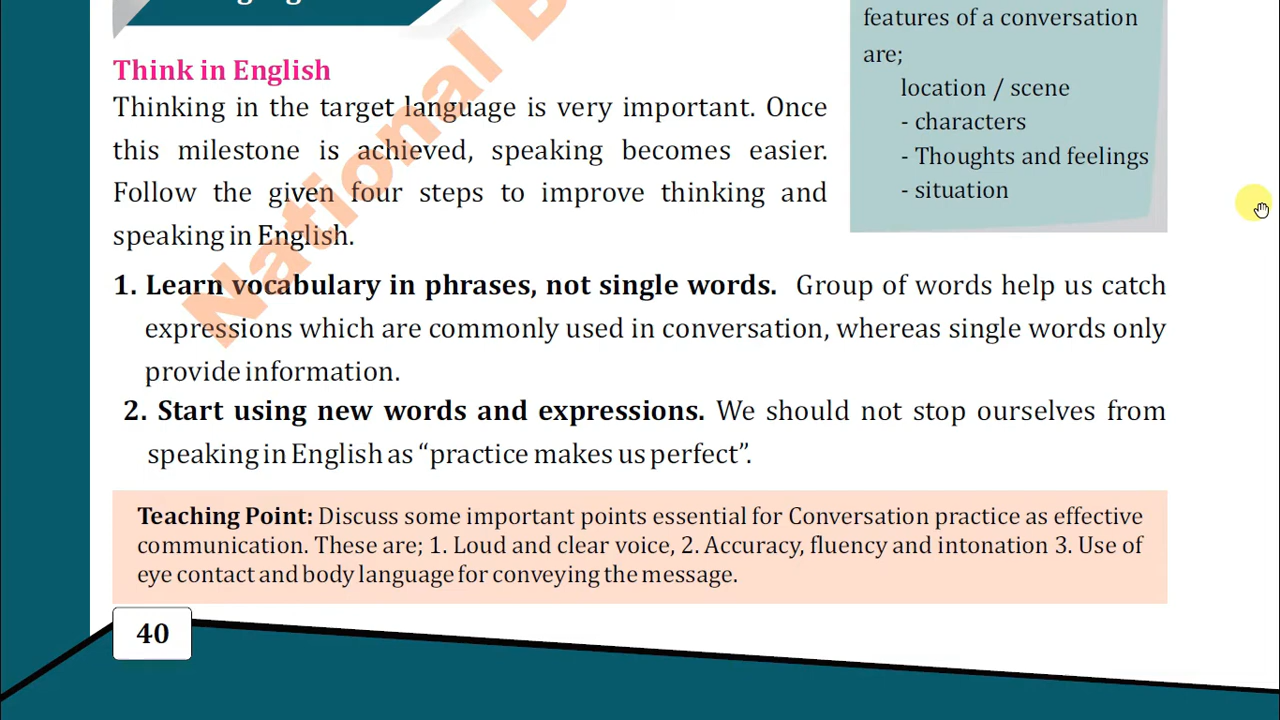 Think in English
Thinking in the target language is very important. Once
this milestone is achieved, speaking becomes easier.
Follow the given four steps to improve thinking and
speaking in English.
features of a conversation
are;
location / scene
- characters
- Thoughts and feelings
- situation
1. Learn vocabulary in phrases, not single words. Group of words help us catch
expressions which are commonly used in conversation, whereas single words only
provide information.
2. Start using new words and expressions. We should not stop ourselves from
speaking in English as “practice makes us perfect”.
Teaching Point: Discuss some important points essential for Conversation practice as effective
communication. These are; 1. Loud and clear voice, 2. Accuracy, fluency and intonation 3. Use of
eye contact and body language for conveying the message.
40
National